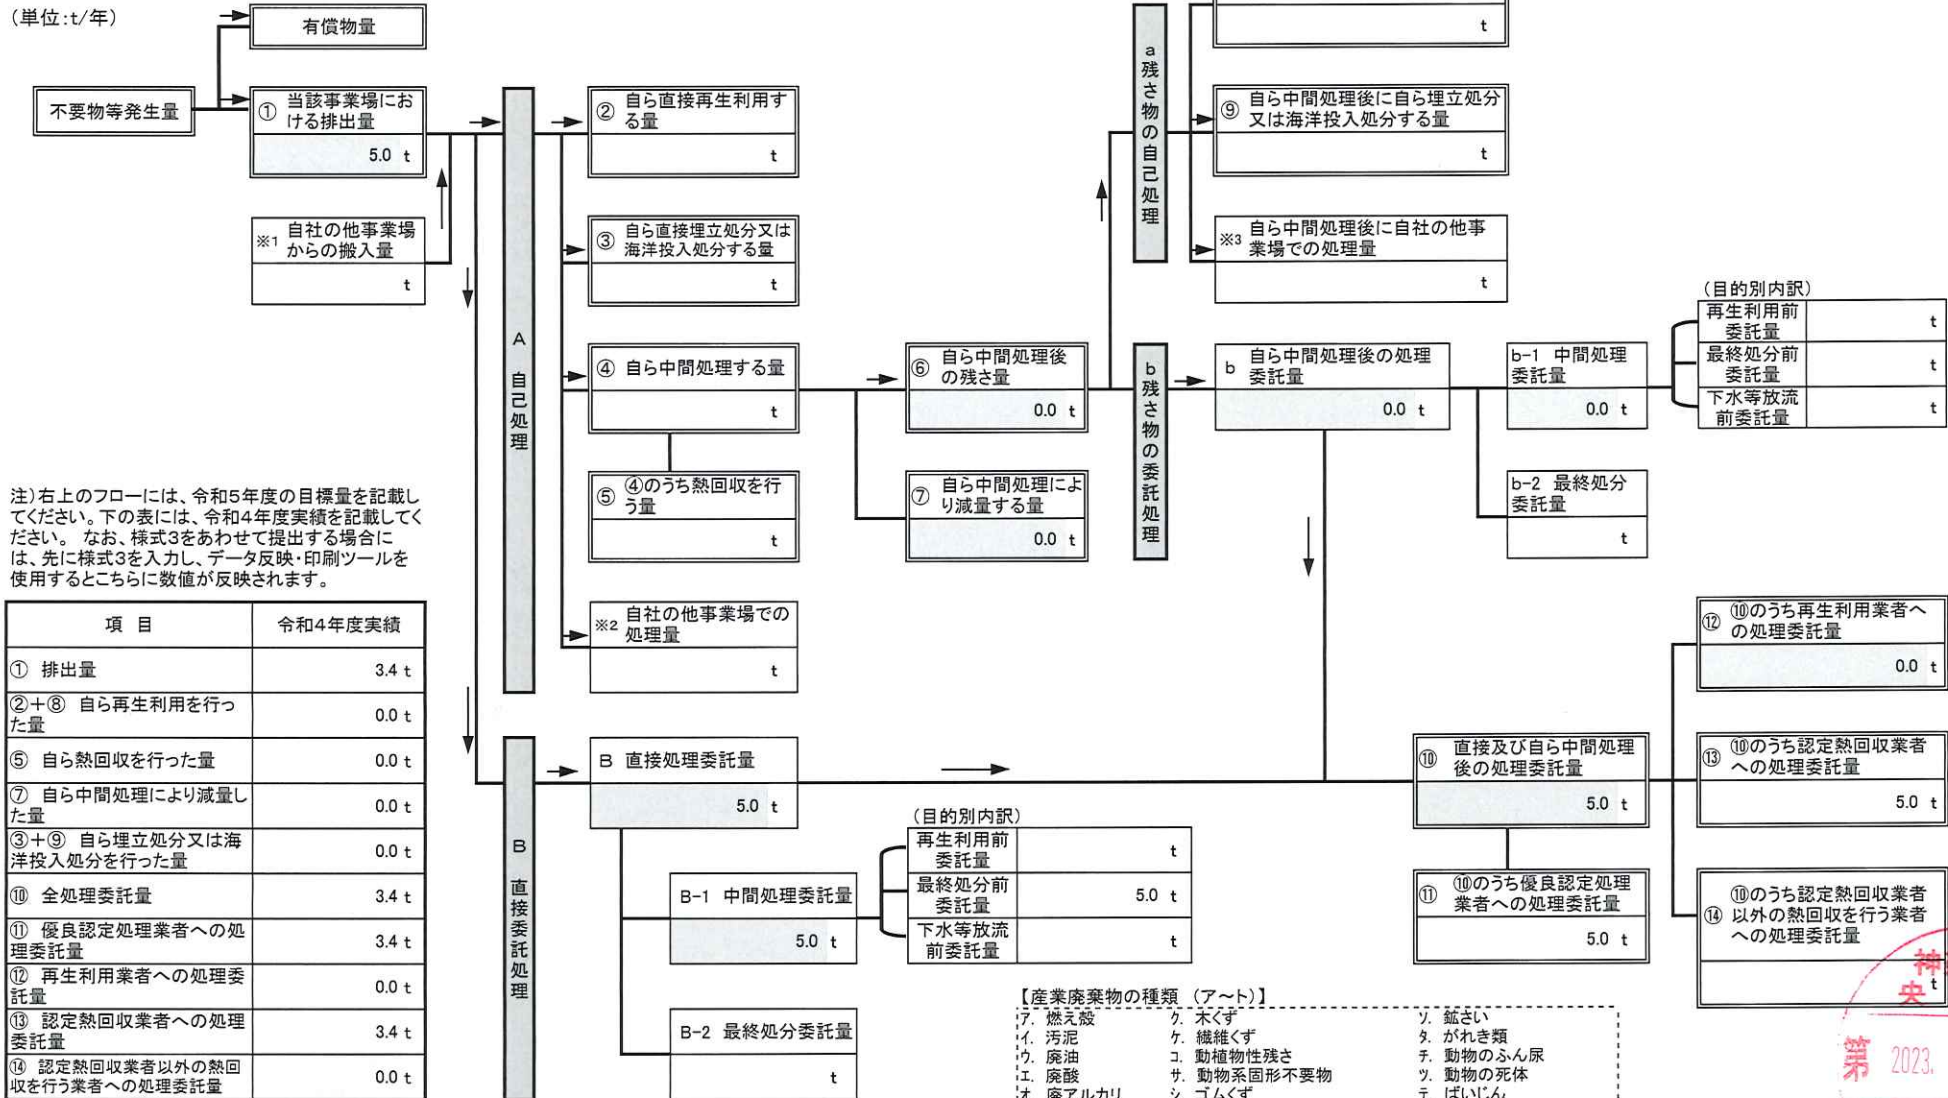 (単位:t/年)
有償物量
不要物等発生量
① 当該事業場にお
ける排出量
5.0 t
※1 自社の他事業場
からの搬入量
t
A 自己処理
② 自ら直接再生利用す
る量
t
③ 自ら直接埋立処分又は
海洋投入処分する量
t
④ 自ら中間処理する量
t
⑤ ④のうち熱回収を行
う量
t
※2 自社の他事業場での
処理量
t
⑥ 自ら中間処理後
の残さ量
0.0 t
⑦ 自ら中間処理によ
り減量する量
0.0 t
a 残さ物の自己処理
t
⑨ 自ら中間処理後に自ら埋立処分
又は海洋投入処分する量
t
※3 自ら中間処理後に自社の他事
業場での処理量
t
b 残さ物の委託処理
b 自ら中間処理後の処理
委託量
0.0 t
b-1 中間処理
委託量
0.0 t
(目的別内訳)
再生利用前
委託量
t
最終処分前
委託量
t
下水等放流
前委託量
t
b-2 最終処分
委託量
t
注)右上のフローには、令和5年度の目標量を記載し
てください。下の表には、令和4年度実績を記載してく
ださい。 なお、様式3をあわせて提出する場合に
は、先に様式3を入力し、データ反映・印刷ツールを
使用するとこちらに数値が反映されます。
項 目 令和4年度実績
① 排出量 3.4 t
②+⑧ 自ら再生利用を行っ
た量
0.0 t
⑤ 自ら熱回収を行った量 0.0 t
⑦ 自ら中間処理により減量し
た量
0.0 t
③+⑨ 自ら埋立処分又は海
洋投入処分を行った量
0.0 t
⑩ 全処理委託量 3.4 t
⑪ 優良認定処理業者への処
理委託量
3.4 t
⑫ 再生利用業者への処理委
託量
0.0 t
⑬ 認定熱回収業者への処理
委託量
3.4 t
⑭ 認定熱回収業者以外の熱回
収を行う業者への処理委託量
0.0 t
B 直接委託処理
B 直接処理委託量
5.0 t
B-1 中間処理委託量
5.0 t
(目的別内訳)
再生利用前
委託量
t
最終処分前
委託量
5.0 t
下水等放流
前委託量
t
B-2 最終処分委託量
t
⑩ 直接及び自ら中間処理
後の処理委託量
5.0 t
⑪ ⑩のうち優良認定処理
業者への処理委託量
5.0 t
⑫ ⑩のうち再生利用業者へ
の処理委託量
0.0 t
⑬ ⑩のうち認定熱回収業者
への処理委託量
5.0 t
⑭ ⑩のうち認定熱回収業者
以外の熱回収を行う業者
への処理委託量
t
【産業廃棄物の種類 (ア~ト)】
ア. 燃え殻 ク. 木くず ソ. 鉱さい
イ. 汚泥 ケ. 繊維くず タ. がれき類
ウ. 廃油 コ. 動植物性残さ チ. 動物のふん尿
エ. 廃酸 サ. 動物系固形不要物 ツ. 動物の死体
オ. 廃アルカリ シ. ゴムくず テ. ばいじん
神
央
第 2023.